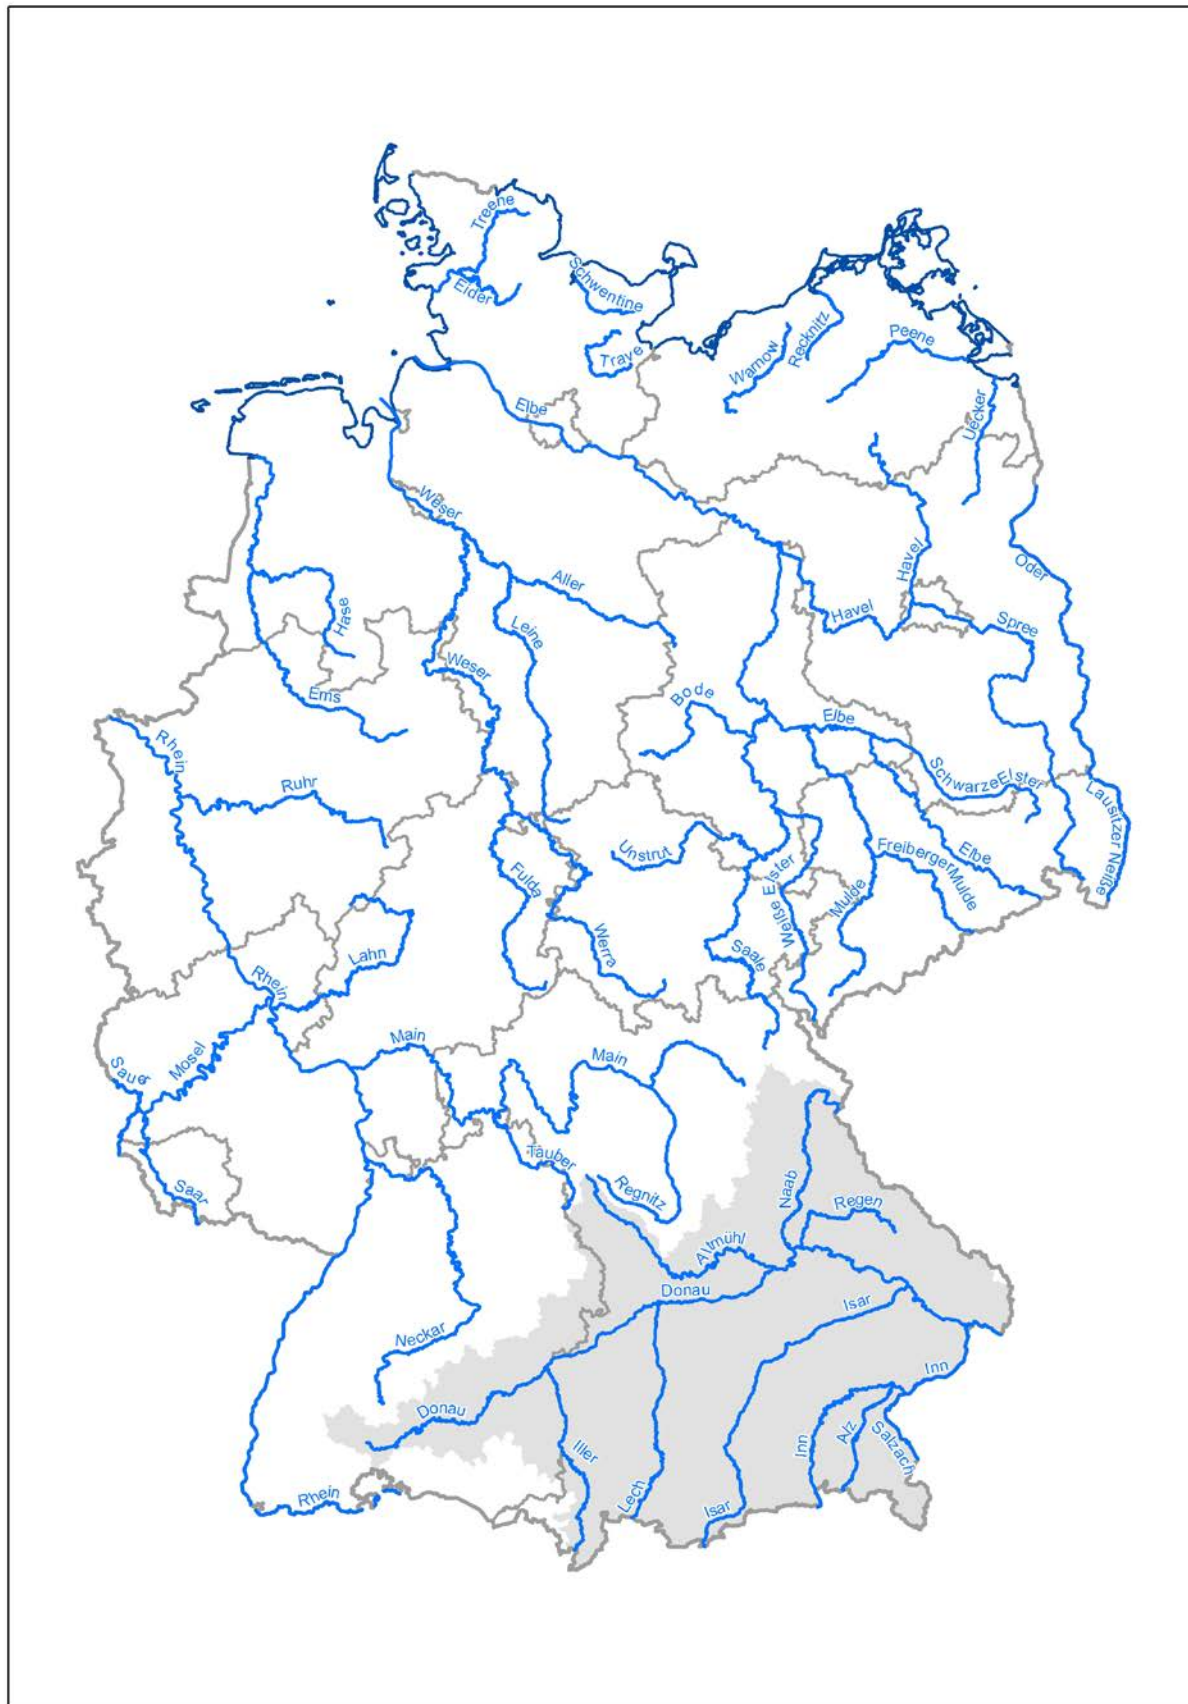 Treene
Eider
Schwentine
Trave
Warnow
Recknitz
Peene
Uecker
Elbe
Weser
Aller
Havel
Oder
Hase
Leine
Havel
Spree
Ems
Weser
Bode
Elbe
Rhein
Ruhr
Schwarze Elster
Lausitzer Neiße
Unstrut
Fulda
Weiße Elster
Mulde
Freiberger Mulde
Elbe
Lahn
Werra
Saale
Rhein
Mosel
Sauer
Main
Main
Saar
Tauber
Regnitz
Naab
Regen
Altmühl
Donau
Isar
Neckar
Inn
Donau
Iller
Lech
Isar
Inn
Alz
Salzach
Rhein